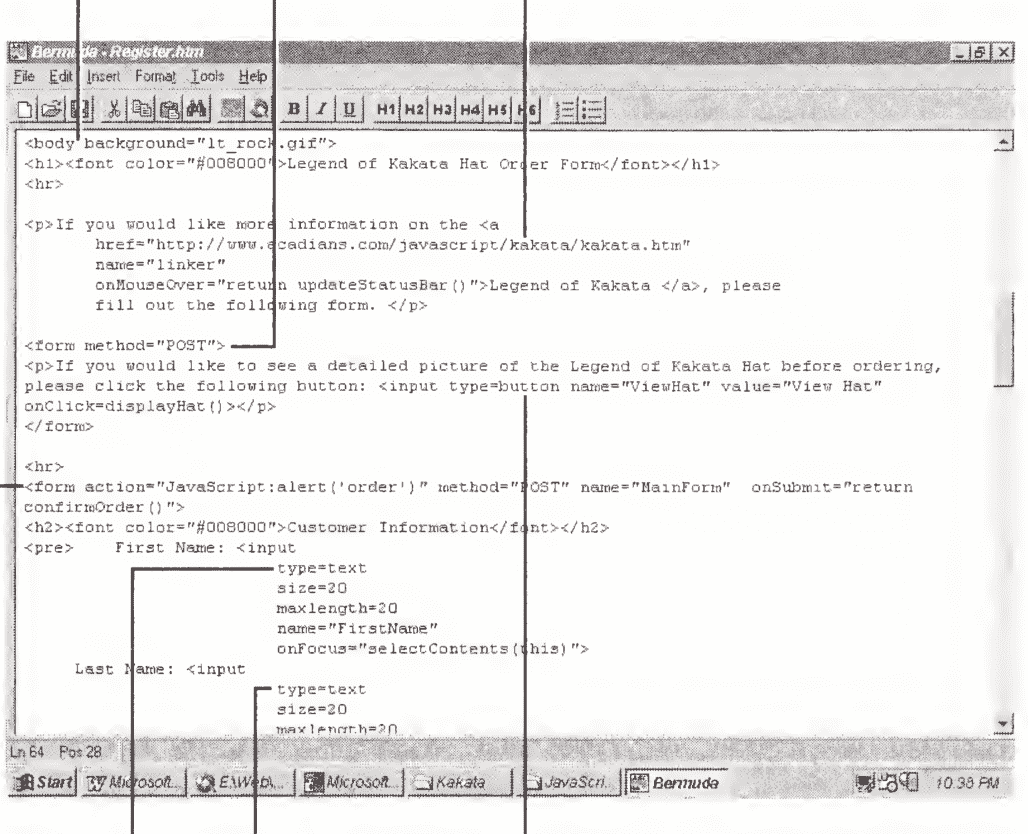 Bermuda - Register.htm
File Edit Insert Format Tools Help
B I U H1 H2 H3 H4 H5 H6
<body background="lt_rock.gif">
<h1><font color="#008000">Legend of Kakata Hat Order Form</font></h1>
<hr>
<p>If you would like more information on the <a
href="http://www.acadians.com/javascript/kakata/kakata.htm"
name="linker"
onMouseOver="return updateStatusBar()">Legend of Kakata </a>, please
fill out the following form. </p>
<form method="POST">
<p>If you would like to see a detailed picture of the Legend of Kakata Hat before ordering,
please click the following button: <input type=button name="ViewHat" value="View Hat"
onClick=displayHat()></p>
</form>
<hr>
<form action="JavaScript:alert('order')" method="POST" name="MainForm"  onSubmit="return
confirmOrder()">
<h2><font color="#008000">Customer Information</font></h2>
<pre>    First Name: <input
type=text
size=20
maxlength=20
name="FirstName"
onFocus="selectContents(this)">
Last Name: <input
type=text
size=20
maxlength=20
Ln 64 Pos 28
Start Microsoft... E:\Web\... Microsoft... Kakata JavaScri... Bermuda 10:38 PM